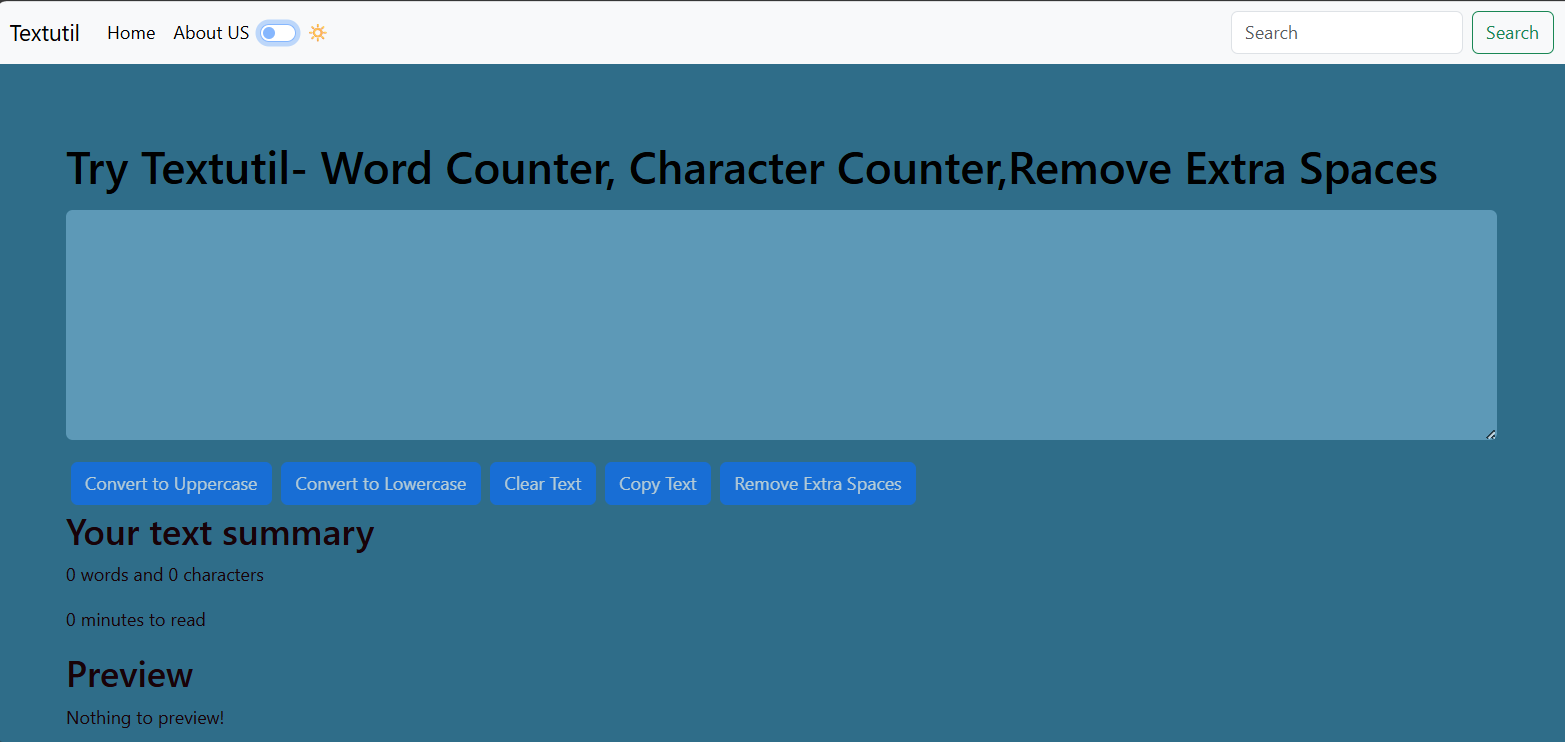 Textutil Home About US Search Search
Try Textutil- Word Counter, Character Counter,Remove Extra Spaces
Convert to Uppercase Convert to Lowercase Clear Text Copy Text Remove Extra Spaces
Your text summary
0 words and 0 characters
0 minutes to read
Preview
Nothing to preview!